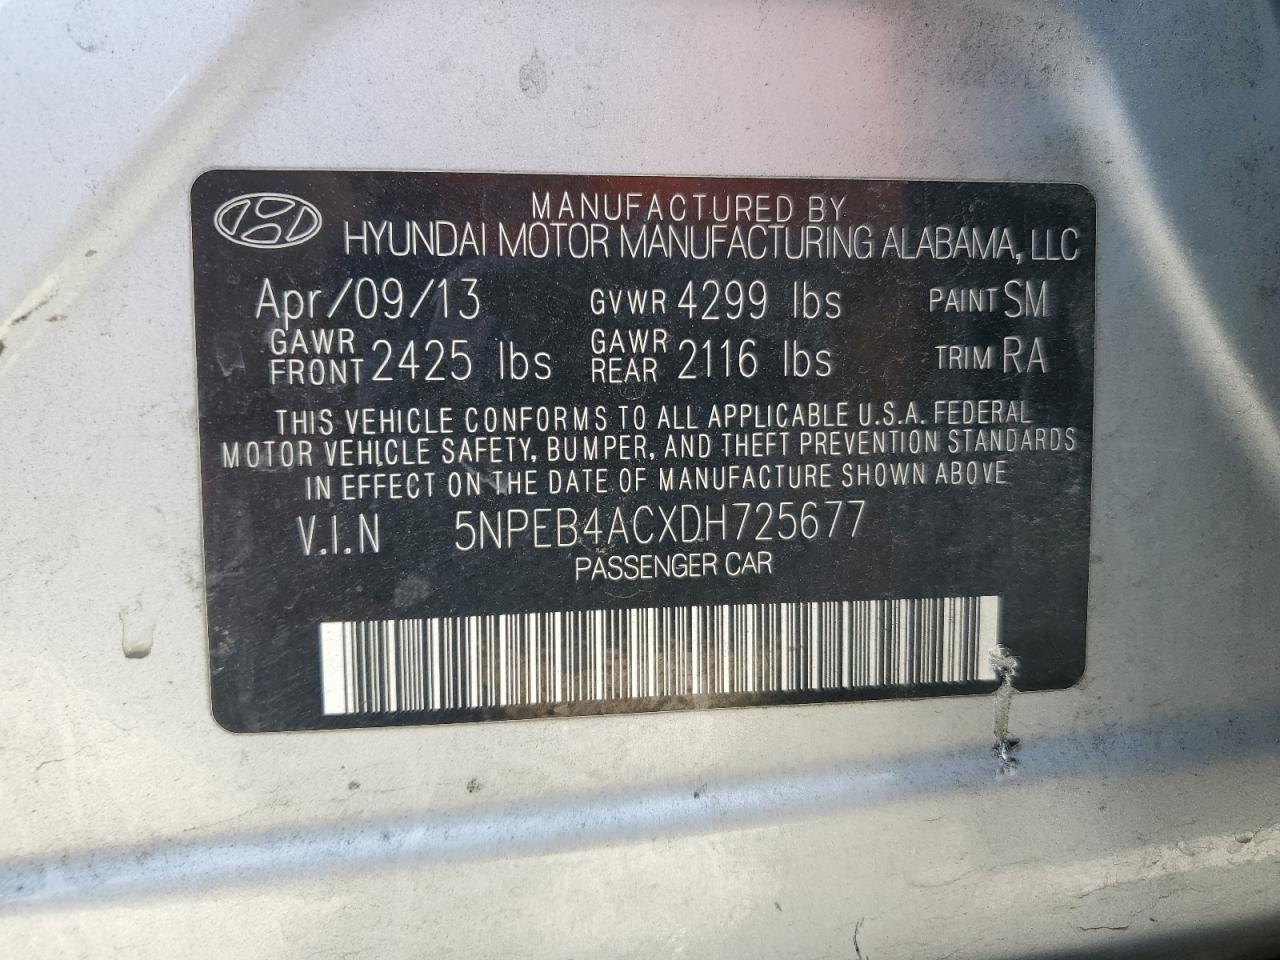 MANUFACTURED BY
HYUNDAI MOTOR MANUFACTURING ALABAMA, LLC
Apr/09/13 GVWR 4299 lbs PAINT SM
GAWR FRONT 2425 lbs GAWR REAR 2116 lbs TRIM RA
THIS VEHICLE CONFORMS TO ALL APPLICABLE U.S.A. FEDERAL
MOTOR VEHICLE SAFETY, BUMPER, AND THEFT PREVENTION STANDARDS
IN EFFECT ON THE DATE OF MANUFACTURE SHOWN ABOVE
V.I.N 5NPEB4ACXDH725677
PASSENGER CAR